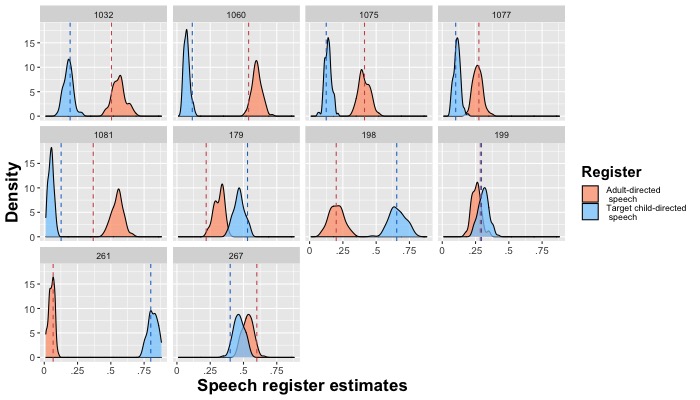 1032 1060 1075 1077
15
10
5
0
1081 179 198 199
15
10
5
0
0 .25 .5 .75 0 .25 .5 .75
261 267
15
10
5
0
0 .25 .5 .75 0 .25 .5 .75
Speech register estimates
Density
Register
Adult-directed
speech
Target child-directed
speech